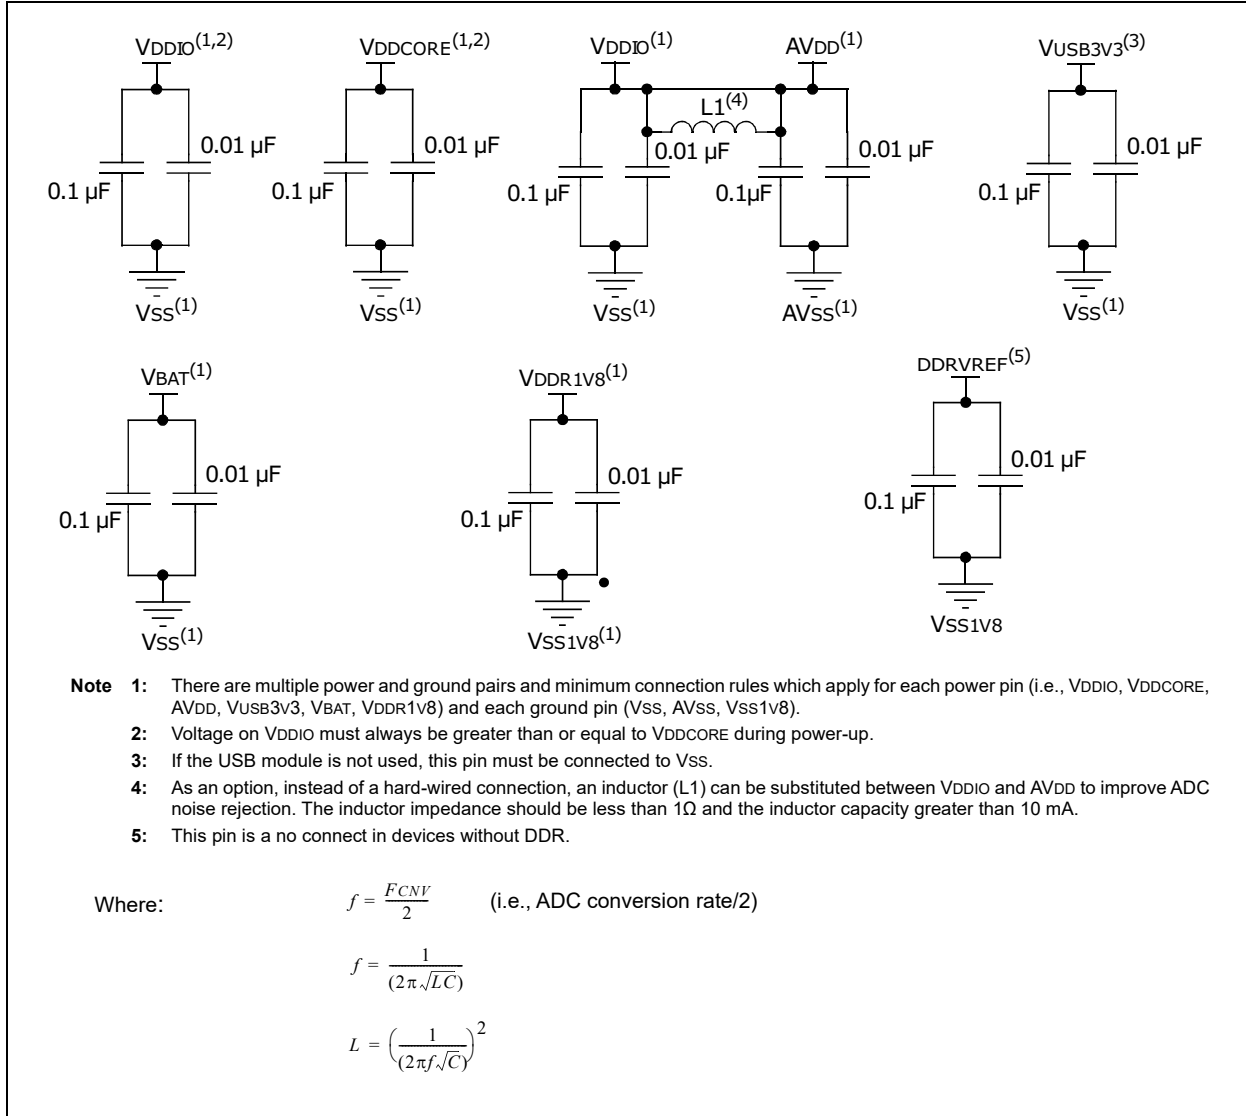 VDDIO(1,2)
VDDCORE(1,2)
VDDIO(1)
AVDD(1)
VUSB3V3(3)
L1(4)
0.01 µF
0.1 µF
0.01 µF
0.1 µF
0.01 µF
0.1 µF
0.01 µF
0.1µF
0.01 µF
0.1 µF
VSS(1)
VSS(1)
VSS(1)
AVSS(1)
VSS(1)
VBAT(1)
VDDR1V8(1)
DDRVREF(5)
0.01 µF
0.1 µF
0.01 µF
0.1 µF
0.01 µF
0.1 µF
VSS(1)
VSS1V8(1)
VSS1V8
Note 1: There are multiple power and ground pairs and minimum connection rules which apply for each power pin (i.e., VDDIO, VDDCORE,
AVDD, VUSB3V3, VBAT, VDDR1V8) and each ground pin (VSS, AVSS, VSS1V8).
2: Voltage on VDDIO must always be greater than or equal to VDDCORE during power-up.
3: If the USB module is not used, this pin must be connected to VSS.
4: As an option, instead of a hard-wired connection, an inductor (L1) can be substituted between VDDIO and AVDD to improve ADC
noise rejection. The inductor impedance should be less than 1Ω and the inductor capacity greater than 10 mA.
5: This pin is a no connect in devices without DDR.
Where: f = FCNV/2 (i.e., ADC conversion rate/2)
f = 1/(2π√LC)
L = (1/(2πf√C))²